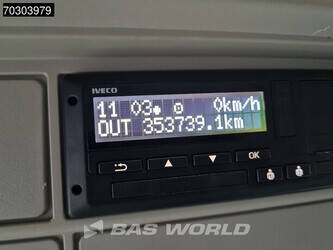 70303979
IVECO
11 03• 0km/h
OUT 353739.1km
OK
BAS WORLD